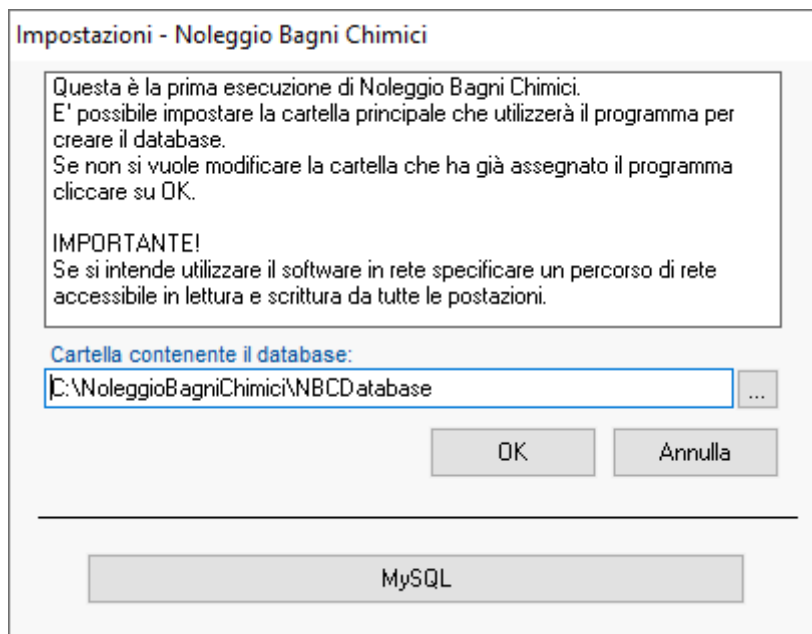 Impostazioni - Noleggio Bagni Chimici
Questa è la prima esecuzione di Noleggio Bagni Chimici.
E' possibile impostare la cartella principale che utilizzerà il programma per
creare il database.
Se non si vuole modificare la cartella che ha già assegnato il programma
cliccare su OK.
IMPORTANTE!
Se si intende utilizzare il software in rete specificare un percorso di rete
accessibile in lettura e scrittura da tutte le postazioni.
Cartella contenente il database:
C:\NoleggioBagniChimici\NBCDatabase
...
OK
Annulla
MySQL